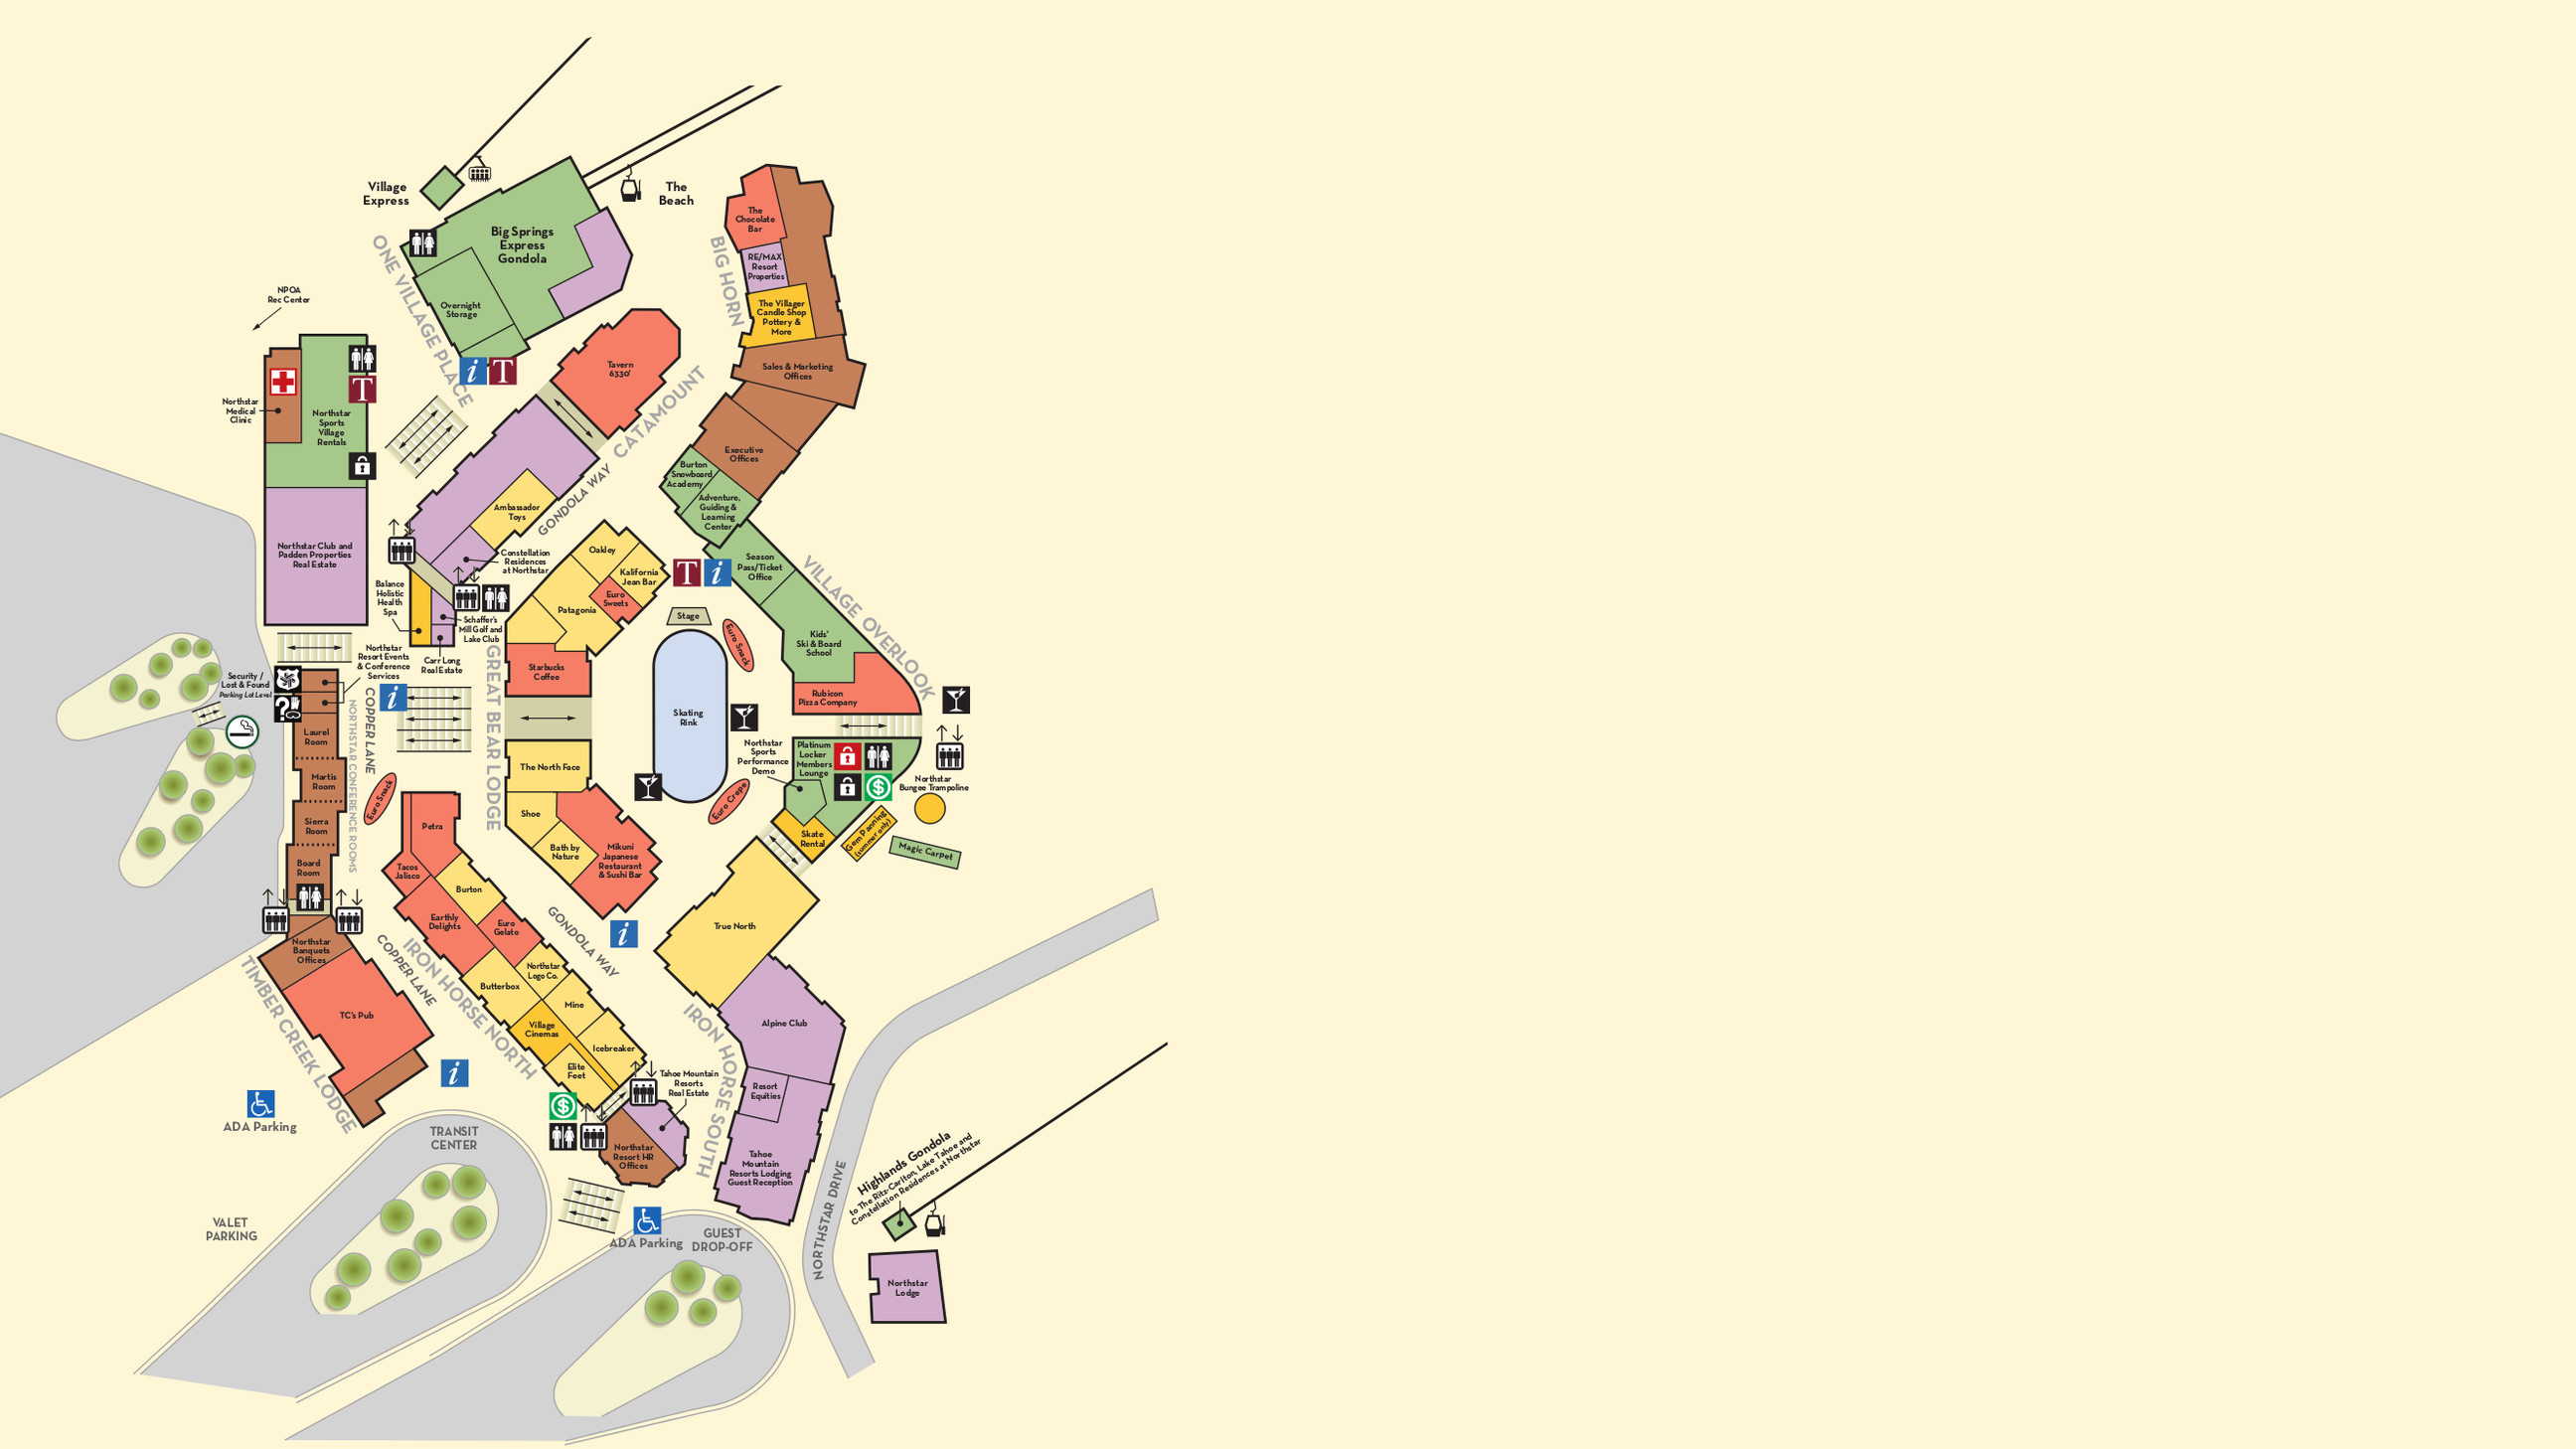 Village
Express
The
Beach
Big Springs
Express
Gondola
ONE VILLAGE PLACE
Overnight
Storage
i
T
NPOA
Rec Center
Northstar
Medical
Clinic
T
Northstar
Sports
Village
Rentals
Northstar Club and
Padden Properties
Real Estate
Tavern
6330'
CATAMOUNT
GONDOLA WAY
Ambassador
Toys
Constellation
Residences
at Northstar
Balance
Holistic
Health
Spa
Schaffer's
Mill Golf and
Lake Club
Carr Long
Real Estate
BIG HORN
The
Chocolate
Bar
RE/MAX
Resort
Properties
The Villager
Candle Shop
Pottery &
More
Sales & Marketing
Offices
Executive
Offices
Burton
Snowboard
Academy
Adventure,
Guiding &
Learning
Center
Season
Pass/Ticket
Office
VILLAGE OVERLOOK
Kids'
Ski & Board
School
Rubicon
Pizza Company
T
i
Oakley
Kalifornia
Jean Bar
Euro
Sweets
Patagonia
Starbucks
Coffee
GREAT BEAR LODGE
Stage
Euro Snack
Skating
Rink
Euro Crepe
Northstar
Sports
Performance
Demo
Platinum
Locker
Members
Lounge
$
Northstar
Bungee Trampoline
Skate
Rental
Gem Panning
(summer only)
Magic Carpet
Northstar
Resort Events
& Conference
Services
Security /
Lost & Found
Parking Lot Level
?
i
COPPER LANE
NORTHSTAR CONFERENCE ROOMS
Laurel
Room
Martis
Room
Sierra
Room
Board
Room
Euro Snack
The North Face
Shoe
Bath by
Nature
Mikuni
Japanese
Restaurant
& Sushi Bar
i
GONDOLA WAY
Petra
Tacos
Jalisco
Burton
Earthly
Delights
Euro
Gelato
Northstar
Logo Co.
Butterbox
Mine
Village
Cinemas
Icebreaker
Elite
Feet
IRON HORSE NORTH
COPPER LANE
Northstar
Banquets
Offices
TC's Pub
TIMBER CREEK LODGE
i
ADA Parking
True North
Alpine Club
IRON HORSE SOUTH
Resort
Equities
Tahoe
Mountain
Resorts Lodging
Guest Reception
Tahoe Mountain
Resorts
Real Estate
$
Northstar
Resort HR
Offices
TRANSIT
CENTER
VALET
PARKING
ADA Parking
GUEST
DROP-OFF
NORTHSTAR DRIVE
Highlands Gondola
to The Ritz-Carlton, Lake Tahoe and
Constellation Residences at Northstar
Northstar
Lodge